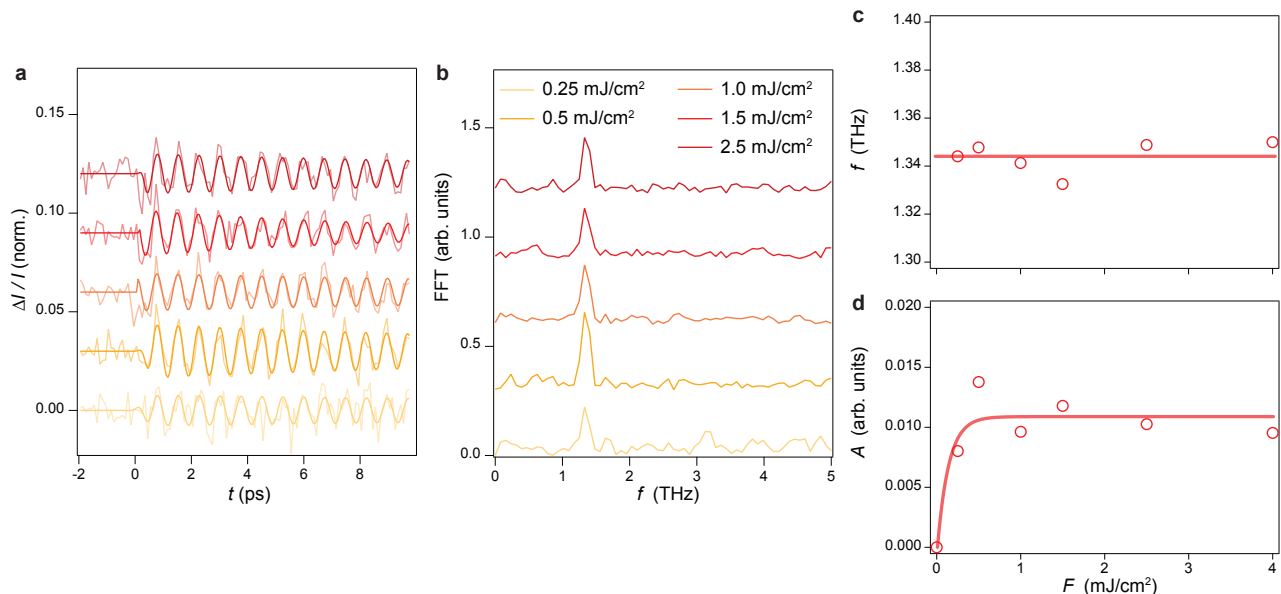 a
ΔI / I (norm.)
0.15
0.10
0.05
0.00
-2
0
2
4
6
8
t (ps)
b
FFT (arb. units)
1.5
1.0
0.5
0.0
0.25 mJ/cm²
0.5 mJ/cm²
1.0 mJ/cm²
1.5 mJ/cm²
2.5 mJ/cm²
0
1
2
3
4
5
f (THz)
c
f (THz)
1.40
1.38
1.36
1.34
1.32
1.30
d
A (arb. units)
0.020
0.015
0.010
0.005
0.000
0
1
2
3
4
F (mJ/cm²)